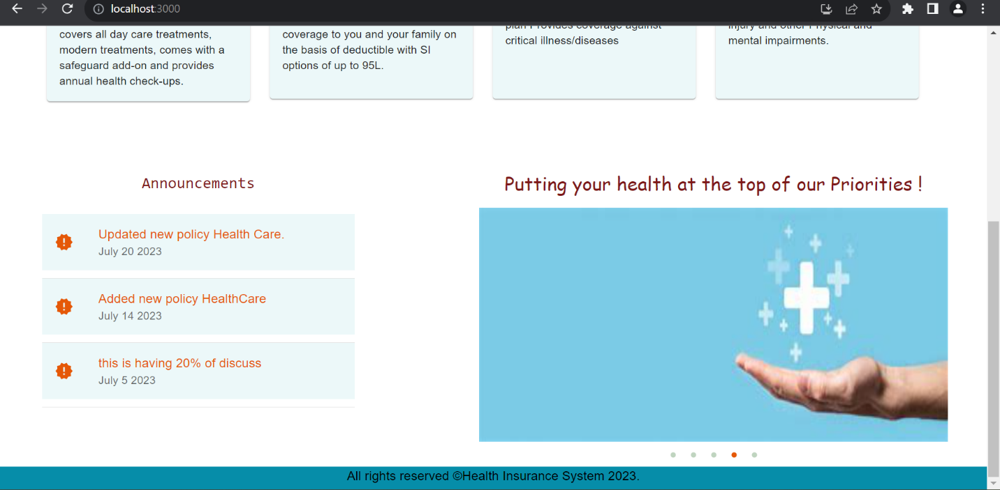 localhost:3000
covers all day care treatments,
modern treatments, comes with a
safeguard add-on and provides
annual health check-ups.
coverage to you and your family on
the basis of deductible with SI
options of up to 95L.
plan Provides coverage against
critical illness/diseases
injury and other Physical and
mental impairments.
Announcements
Updated new policy Health Care.
July 20 2023
Added new policy HealthCare
July 14 2023
this is having 20% of discuss
July 5 2023
Putting your health at the top of our Priorities !
All rights reserved ©Health Insurance System 2023.